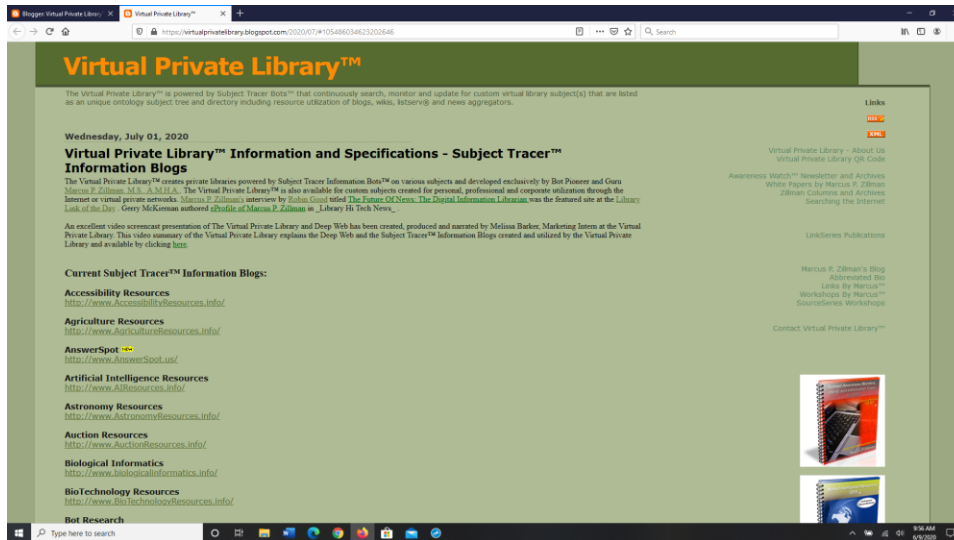 Blogger: Virtual Private Library
Virtual Private Library™
https://virtualprivatelibrary.blogspot.com/2020/07/#105486034623202646
Search
Virtual Private Library™
The Virtual Private Library™ is powered by Subject Tracer Bots™ that continuously search, monitor and update for custom virtual library subject(s) that are listed
as an unique ontology subject tree and directory including resource utilization of blogs, wikis, listserv® and news aggregators.
Wednesday, July 01, 2020
Virtual Private Library™ Information and Specifications - Subject Tracer™
Information Blogs
The Virtual Private Library™ creates private libraries powered by Subject Tracer Information Bots™ on various subjects and developed exclusively by Bot Pioneer and Guru
Marcus P. Zillman, M.S., A.M.H.A.. The Virtual Private Library™ is also available for custom subjects created for personal, professional and corporate utilization through the
Internet or virtual private networks. Marcus P. Zillman's interview by Robin Good titled The Future Of News: The Digital Information Librarian was the featured site at the Library
Link of the Day . Gerry McKiernan authored eProfile of Marcus P. Zillman in _Library Hi Tech News_ .
An excellent video screencast presentation of The Virtual Private Library and Deep Web has been created, produced and narrated by Melissa Barker, Marketing Intern at the Virtual
Private Library. This video summary of the Virtual Private Library explains the Deep Web and the Subject Tracer™ Information Blogs created and utilized by the Virtual Private
Library and available by clicking here.
Current Subject Tracer™ Information Blogs:
Accessibility Resources
http://www.AccessibilityResources.info/
Agriculture Resources
http://www.AgricultureResources.info/
AnswerSpot NEW
http://www.AnswerSpot.us/
Artificial Intelligence Resources
http://www.AIResources.info/
Astronomy Resources
http://www.AstronomyResources.info/
Auction Resources
http://www.AuctionResources.info/
Biological Informatics
http://www.biologicalinformatics.info/
BioTechnology Resources
http://www.BioTechnologyResources.info/
Bot Research
Links
RSS
XML
Virtual Private Library - About Us
Virtual Private Library QR Code
Awareness Watch™ Newsletter and Archives
White Papers by Marcus P. Zillman
Zillman Columns and Archives
Searching the Internet
LinkSeries Publications
Marcus P. Zillman's Blog
Abbreviated Bio
Links By Marcus™
Workshops By Marcus™
SourceSeries Workshops
Contact Virtual Private Library™
Type here to search
9:56 AM
6/9/2020